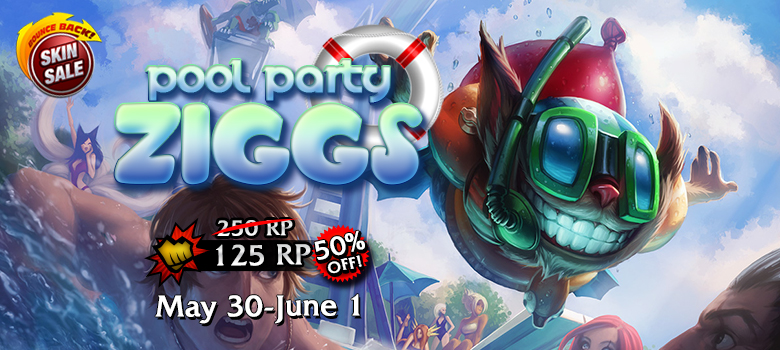 BOUNCE BACK!
SKIN
SALE
pool party
ZIGGS
250 RP
125 RP
50%
OFF!
May 30-June 1